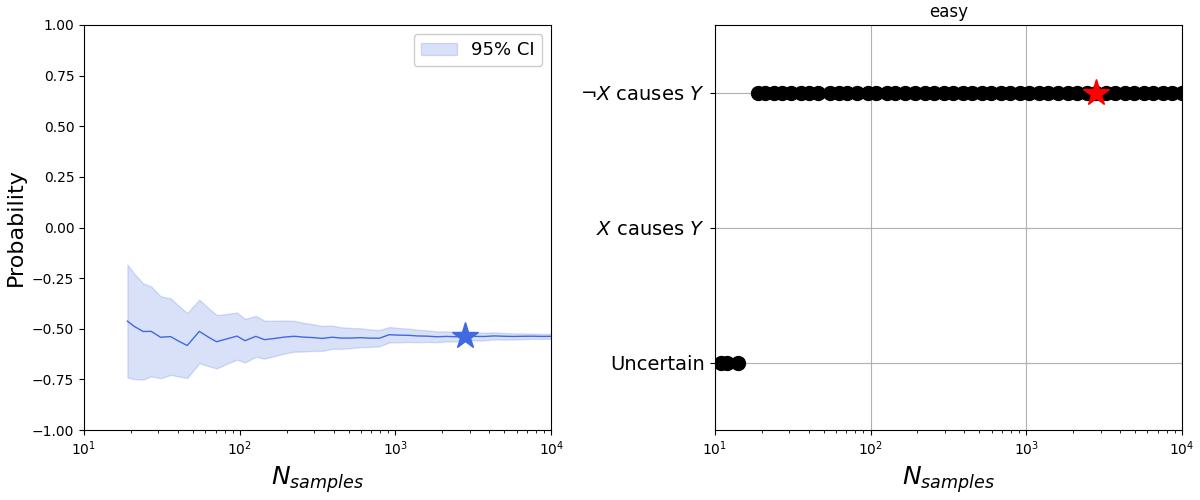 easy
1.00
0.75
0.50
0.25
0.00
−0.25
−0.50
−0.75
−1.00
Probability
95% CI
10¹ 10² 10³ 10⁴
N_samples
¬X causes Y
X causes Y
Uncertain
10¹ 10² 10³ 10⁴
N_samples